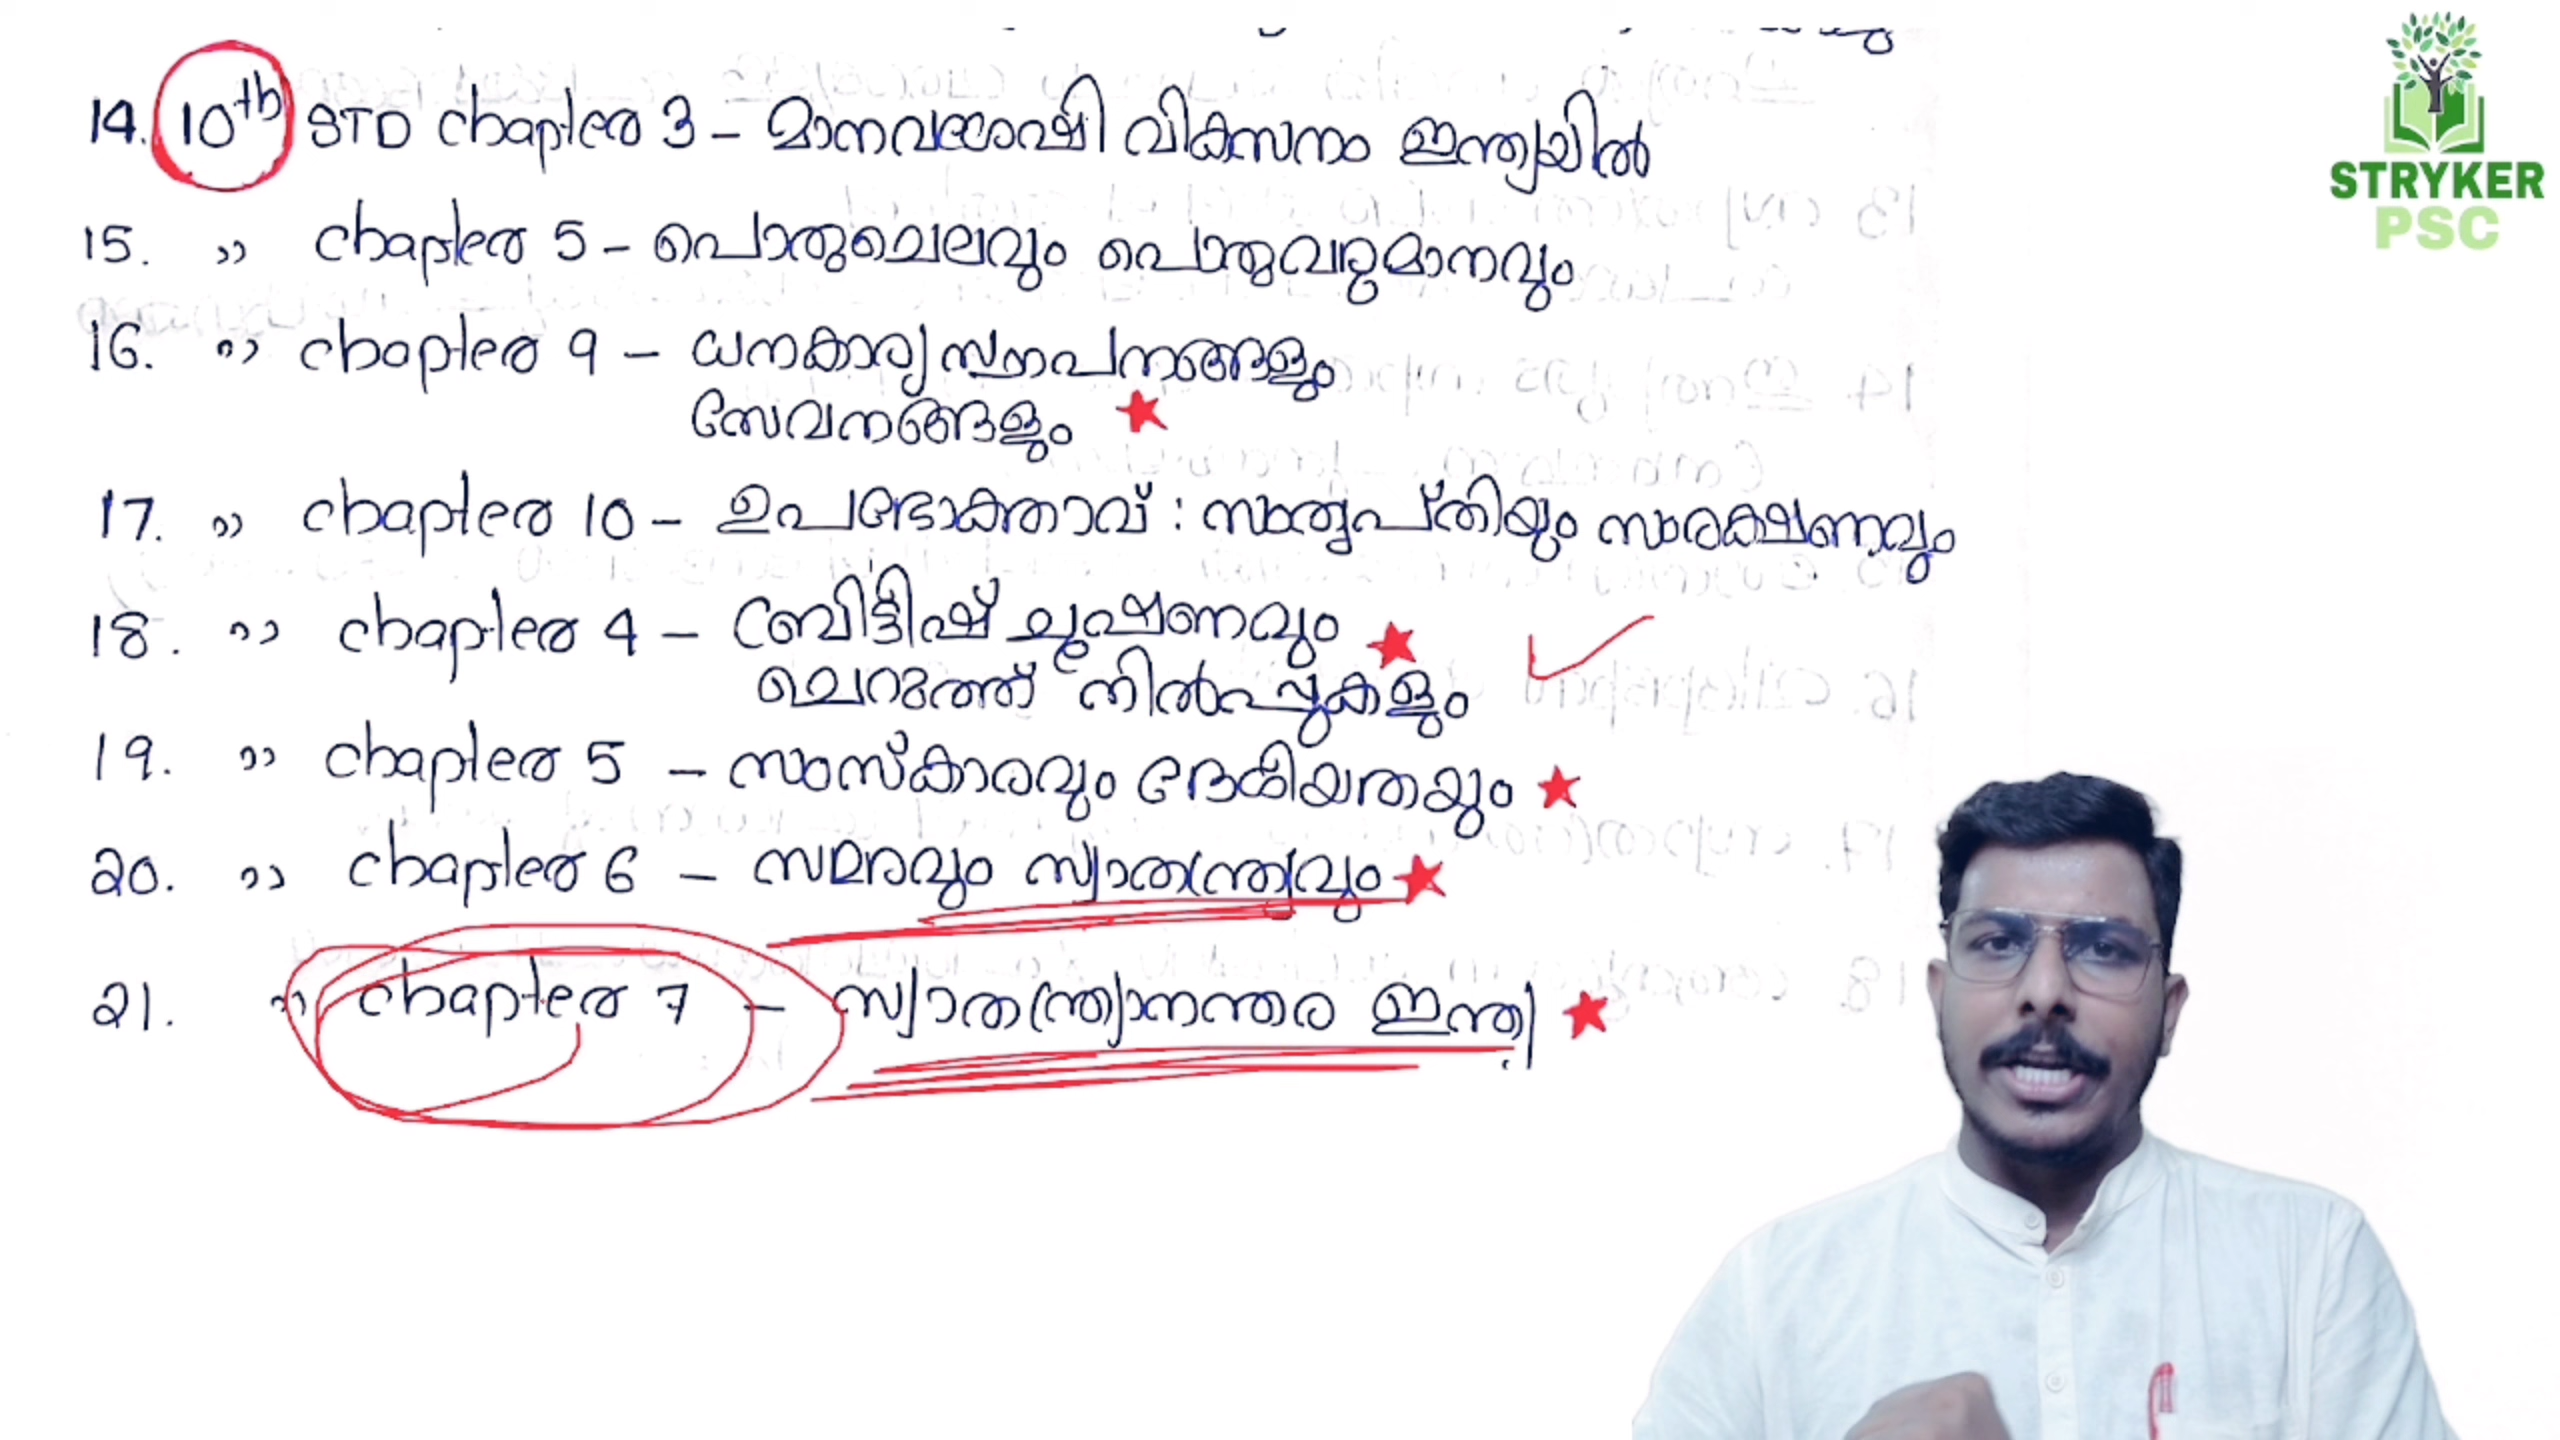 14. 10th STD chapter 3 – മാനവശേഷി വികസനം ഇന്ത്യയിൽ
15. " chapter 5 – പൊതുചെലവും പൊതുവരുമാനവും
16. " chapter 9 – ധനകാര്യ സ്ഥാപനങ്ങളും
സേവനങ്ങളും
17. " chapter 10 – ഉപഭോക്താവ് : സംതൃപ്തിയും സംരക്ഷണവും
18. " chapter 4 – ബ്രിട്ടീഷ് ചൂഷണവും
ചെറുത്ത് നിൽപ്പുകളും
19. " chapter 5 – സംസ്കാരവും ദേശീയതയും
20. " chapter 6 – സമരവും സ്വാതന്ത്ര്യവും
21. " chapter 7 – സ്വാതന്ത്ര്യാനന്തര ഇന്ത്യ
STRYKER
PSC